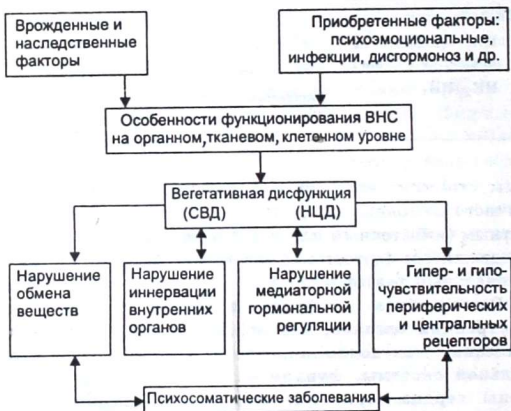 Врожденные и
наследственные
факторы
Приобретенные факторы:
психоэмоциональные,
инфекции, дисгормоноз и др.
Особенности функционирования ВНС
на органном,тканевом, клеточном уровне
Вегетативная дисфункция
(СВД) (НЦД)
Нарушение
обмена
веществ
Нарушение
иннервации
внутренних
органов
Нарушение
медиаторной
гормональной
регуляции
Гипер- и гипо-
чувствительность
периферических
и центральных
рецепторов
Психосоматические заболевания